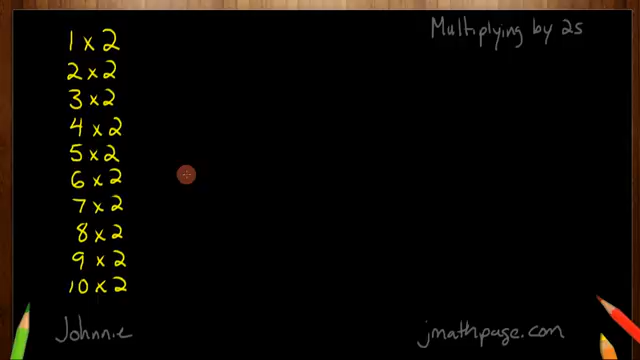 Multiplying by 2s
1 x 2
2 x 2
3 x 2
4 x 2
5 x 2
6 x 2
7 x 2
8 x 2
9 x 2
10 x 2
Johnnie
jmathpage.com